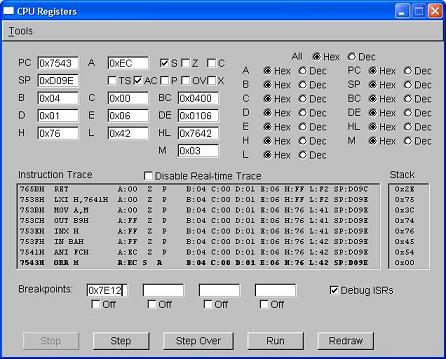 CPU Registers
Tools
All Hex Dec
PC 0x7543 A 0xEC S Z C
SP 0xD09E TS AC P OV X
B 0x04 C 0x00 BC 0x0400
D 0x01 E 0x06 DE 0x0106
H 0x76 L 0x42 HL 0x7642
M 0x03
A Hex Dec PC Hex Dec
B Hex Dec SP Hex Dec
C Hex Dec BC Hex Dec
D Hex Dec DE Hex Dec
E Hex Dec HL Hex Dec
H Hex Dec M Hex Dec
L Hex Dec
Instruction Trace Disable Real-time Trace Stack
765BH RET A:00 Z P B:04 C:00 D:01 E:06 H:FF L:F2 SP:D09C 0x2E
7538H LXI H,7641H A:00 Z P B:04 C:00 D:01 E:06 H:FF L:F2 SP:D09E 0x75
753BH MOV A,M A:00 Z P B:04 C:00 D:01 E:06 H:76 L:41 SP:D09E 0x3C
753CH OUT B9H A:FF Z P B:04 C:00 D:01 E:06 H:76 L:41 SP:D09E 0x74
753EH INX H A:FF Z P B:04 C:00 D:01 E:06 H:76 L:41 SP:D09E 0x45
753FH IN BAH A:FF Z P B:04 C:00 D:01 E:06 H:76 L:42 SP:D09E 0x74
7541H ANI FCH A:EC Z P B:04 C:00 D:01 E:06 H:76 L:42 SP:D09E 0x54
7543H ORA M A:EC S A B:04 C:00 D:01 E:06 H:76 L:42 SP:D09E 0x00
Breakpoints: 0x7E12 Debug ISRs
Off Off Off Off
Stop Step Step Over Run Redraw